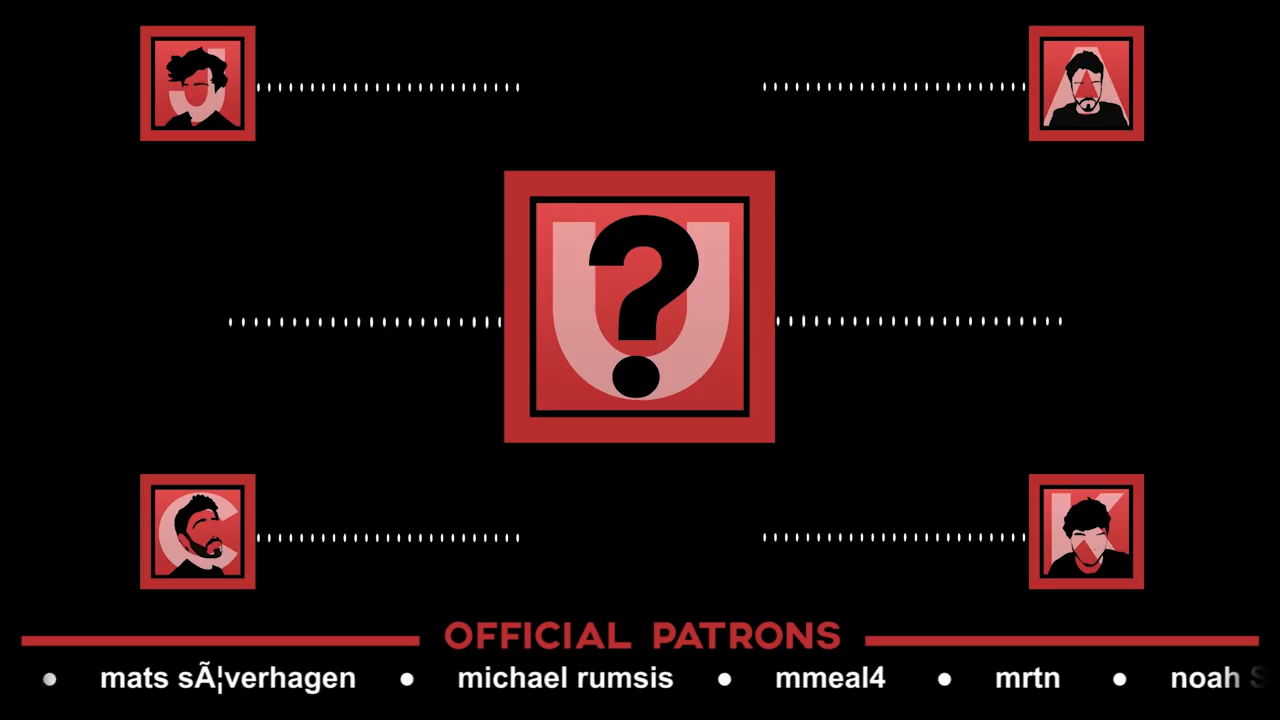 J
A
U
?
C
K
OFFICIAL PATRONS
• mats sÃ¦verhagen • michael rumsis • mmeal4 • mrtn • noah S